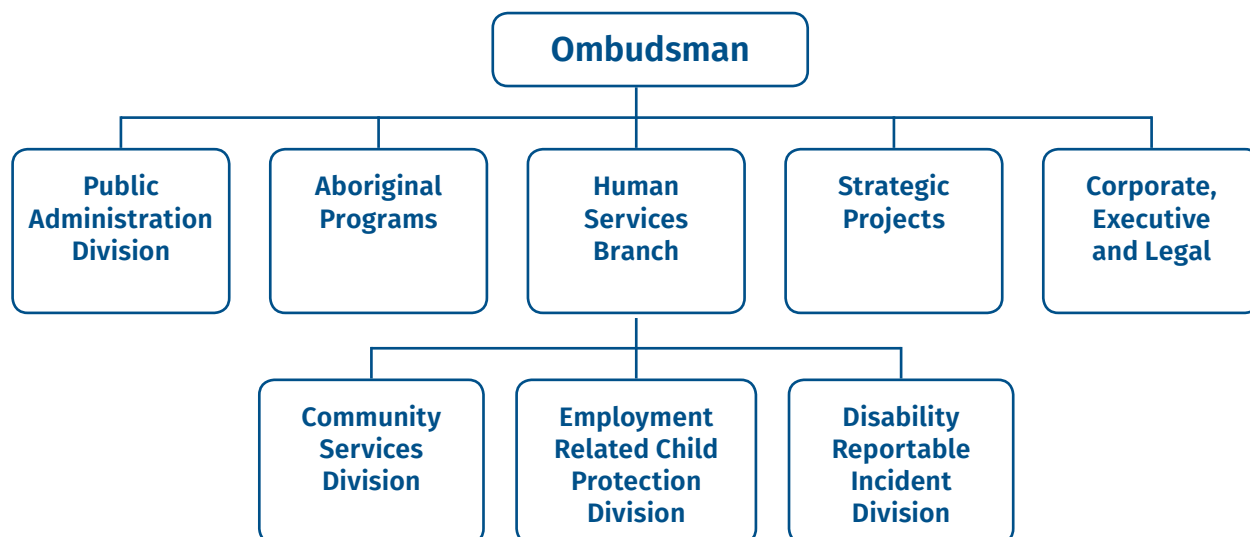 Ombudsman
Public
Administration
Division
Aboriginal
Programs
Human
Services
Branch
Strategic
Projects
Corporate,
Executive
and Legal
Community
Services
Division
Employment
Related Child
Protection
Division
Disability
Reportable
Incident
Division